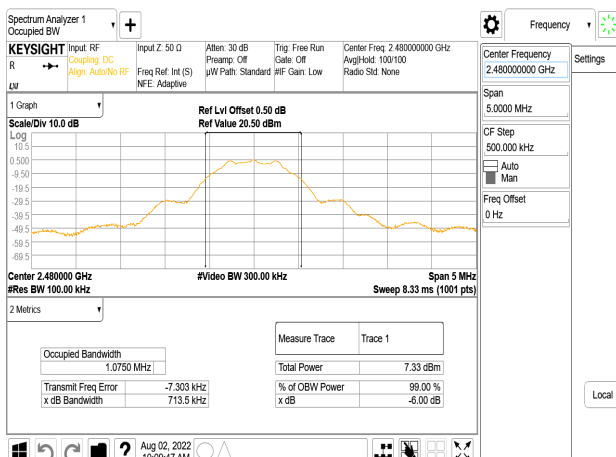 Spectrum Analyzer 1
Occupied BW
KEYSIGHT
R
Input: RF
Coupling: DC
Align: Auto/No RF
Input Z: 50 Ω
Freq Ref: Int (S)
NFE: Adaptive
Atten: 30 dB
Preamp: Off
µW Path: Standard
Trig: Free Run
Gate: Off
#IF Gain: Low
Center Freq: 2.480000000 GHz
Avg|Hold: 100/100
Radio Std: None
1 Graph
Scale/Div 10.0 dB
Ref Lvl Offset 0.50 dB
Ref Value 20.50 dBm
Log
10.5
0.500
-9.50
-19.5
-29.5
-39.5
-49.5
-59.5
-69.5
Center 2.480000 GHz
#Video BW 300.00 kHz
Span 5 MHz
#Res BW 100.00 kHz
Sweep 8.33 ms (1001 pts)
2 Metrics
Measure Trace Trace 1
Occupied Bandwidth
1.0750 MHz
Total Power 7.33 dBm
Transmit Freq Error -7.303 kHz
% of OBW Power 99.00 %
x dB Bandwidth 713.5 kHz
x dB -6.00 dB
?
Aug 02, 2022
Frequency
Center Frequency
2.480000000 GHz
Settings
Span
5.0000 MHz
CF Step
500.000 kHz
Auto
Man
Freq Offset
0 Hz
Local